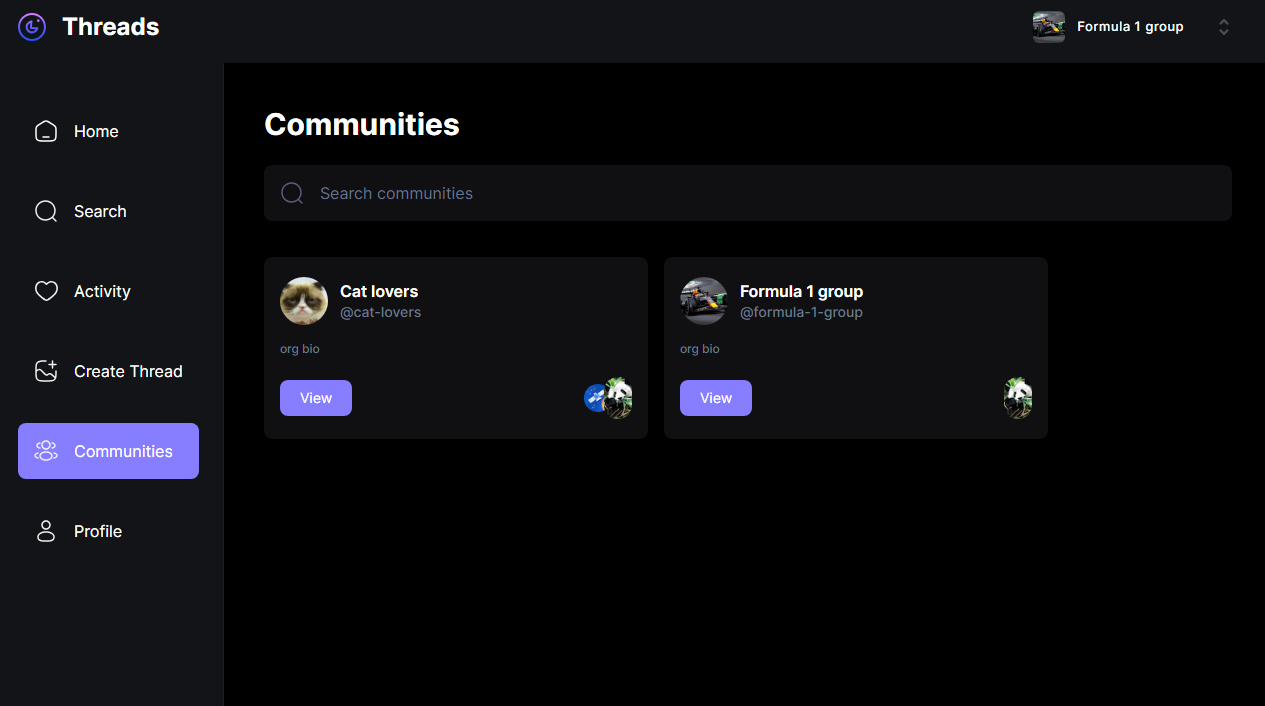 Threads
Formula 1 group
Home
Search
Activity
Create Thread
Communities
Profile
Communities
Search communities
Cat lovers
@cat-lovers
org bio
View
Formula 1 group
@formula-1-group
org bio
View